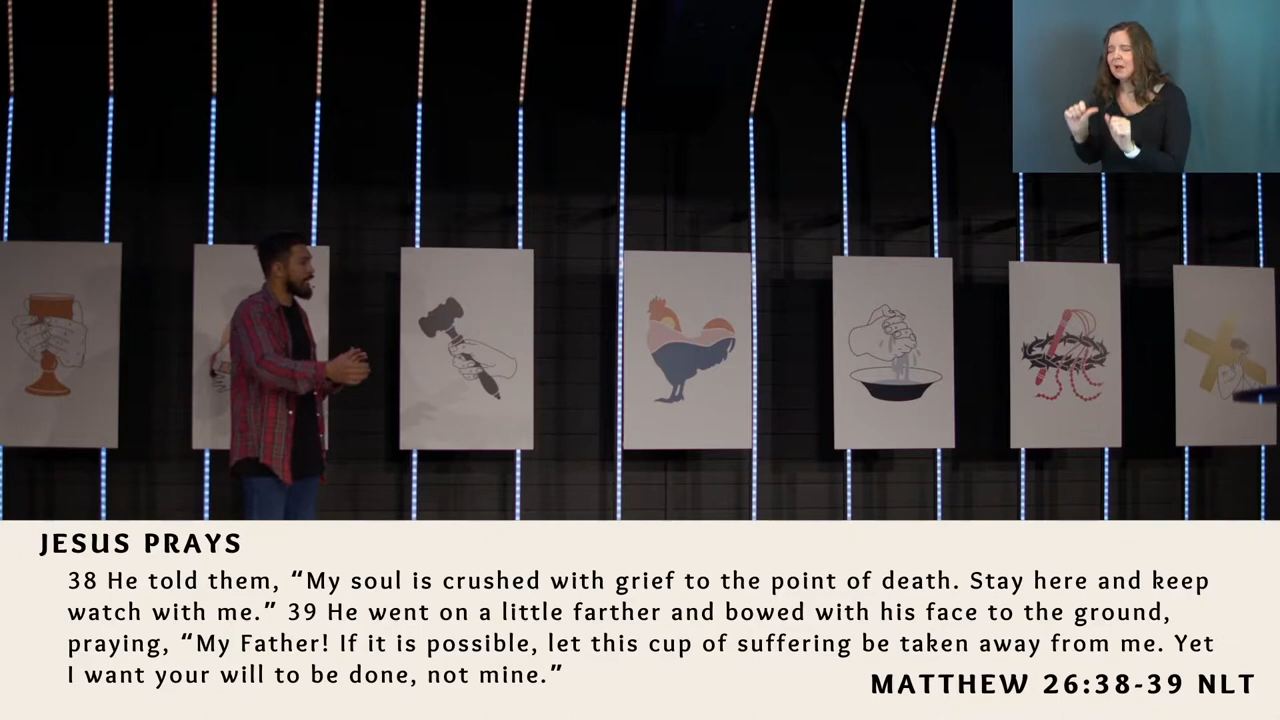 JESUS PRAYS
38 He told them, “My soul is crushed with grief to the point of death. Stay here and keep
watch with me.” 39 He went on a little farther and bowed with his face to the ground,
praying, “My Father! If it is possible, let this cup of suffering be taken away from me. Yet
I want your will to be done, not mine.”
MATTHEW 26:38-39 NLT